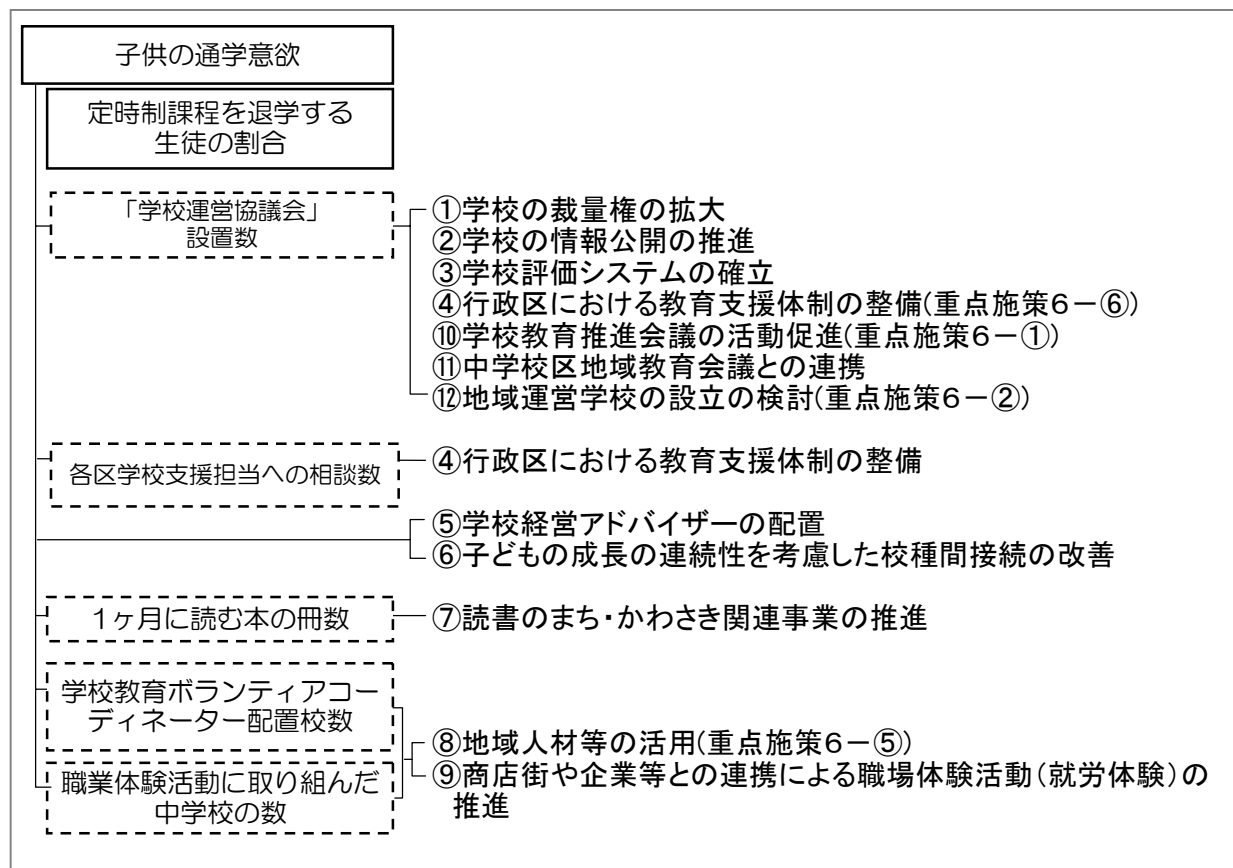 子供の通学意欲
定時制課程を退学する
生徒の割合
「学校運営協議会」
設置数
①学校の裁量権の拡大
②学校の情報公開の推進
③学校評価システムの確立
④行政区における教育支援体制の整備(重点施策6－⑥)
⑩学校教育推進会議の活動促進(重点施策6－①)
⑪中学校区地域教育会議との連携
⑫地域運営学校の設立の検討(重点施策6－②)
各区学校支援担当への相談数
④行政区における教育支援体制の整備
⑤学校経営アドバイザーの配置
⑥子どもの成長の連続性を考慮した校種間接続の改善
1ヶ月に読む本の冊数
⑦読書のまち・かわさき関連事業の推進
学校教育ボランティアコー
ディネーター配置校数
職業体験活動に取り組んだ
中学校の数
⑧地域人材等の活用(重点施策6－⑤)
⑨商店街や企業等との連携による職場体験活動(就労体験)の
推進